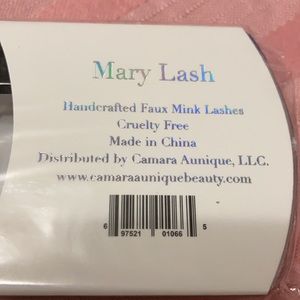 Mary Lash
Handcrafted Faux Mink Lashes
Cruelty Free
Made in China
Distributed by Camara Aunique, LLC.
www.camaraauniquebeauty.com
6 97521 01066 5